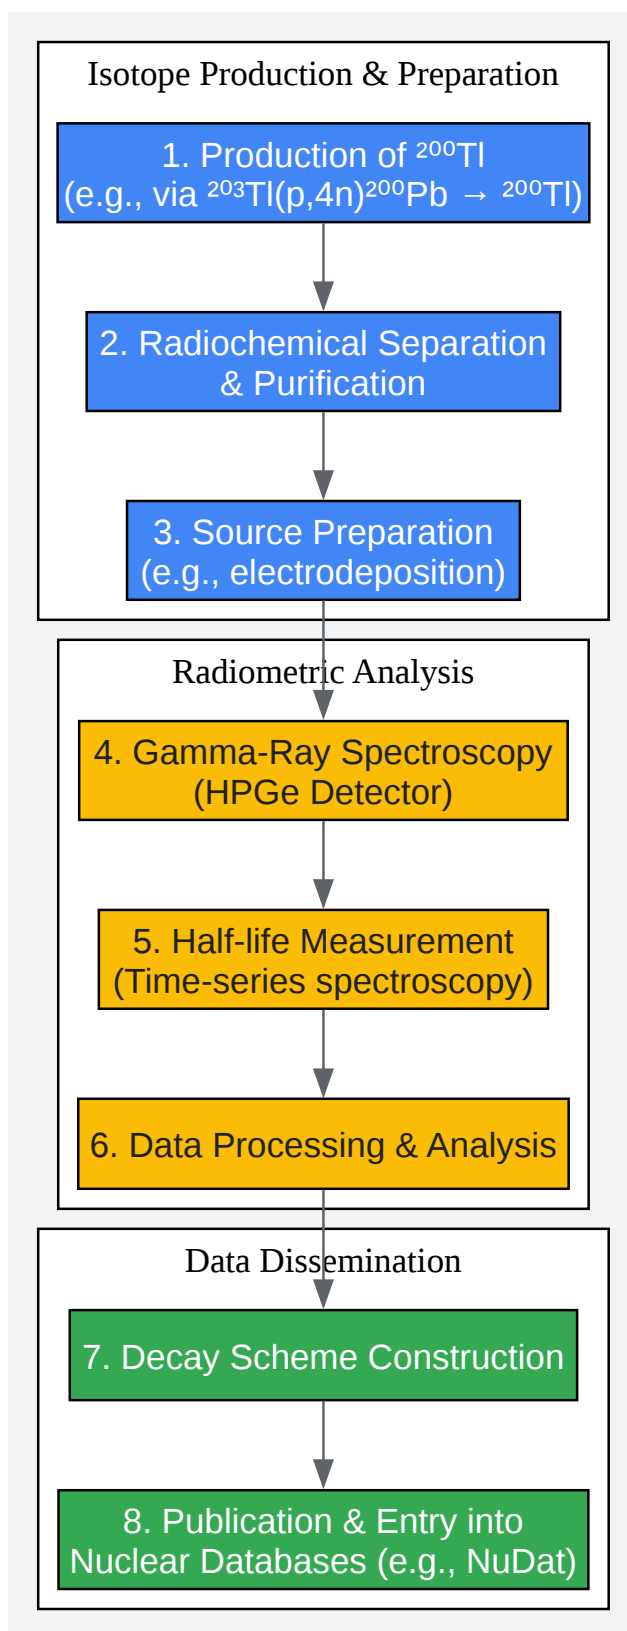 Isotope Production & Preparation
1. Production of ²⁰⁰Tl
(e.g., via ²⁰³Tl(p,4n)²⁰⁰Pb → ²⁰⁰Tl)
2. Radiochemical Separation
& Purification
3. Source Preparation
(e.g., electrodeposition)
Radiometric Analysis
4. Gamma-Ray Spectroscopy
(HPGe Detector)
5. Half-life Measurement
(Time-series spectroscopy)
6. Data Processing & Analysis
Data Dissemination
7. Decay Scheme Construction
8. Publication & Entry into
Nuclear Databases (e.g., NuDat)